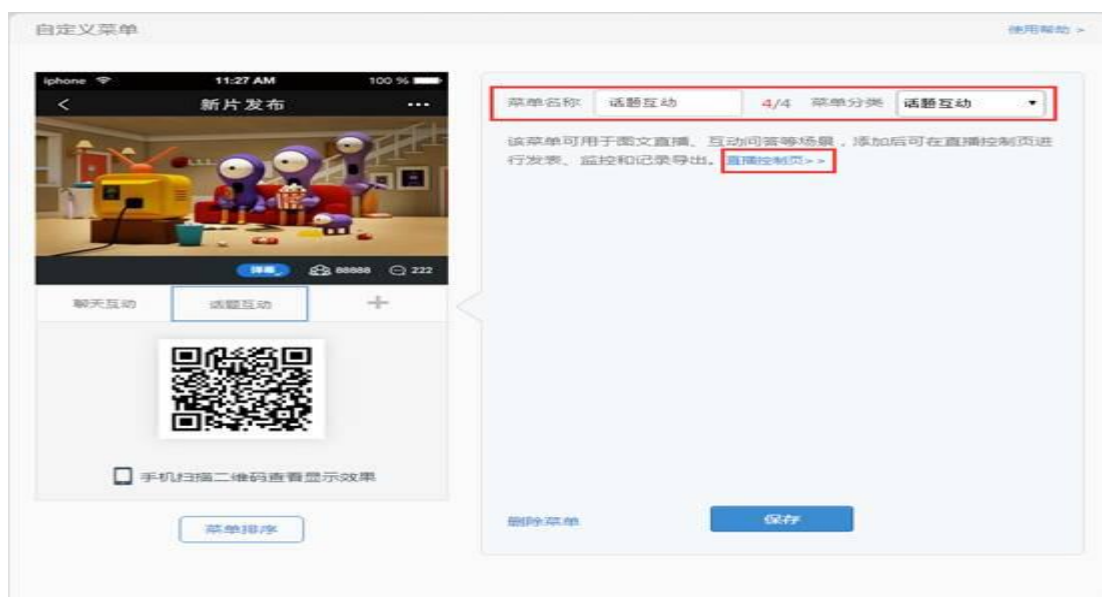 自定义菜单
使用帮助 >
iphone 11:27 AM 100 %
< 新片发布 •••
弹幕 88888 222
聊天互动 话题互动 +
手机扫描二维码查看显示效果
菜单排序
菜单名称 话题互动 4/4 菜单分类 话题互动
该菜单可用于图文直播、互动问答等场景，添加后可在直播控制页进
行发表、监控和记录导出。直播控制页>>
删除菜单 保存